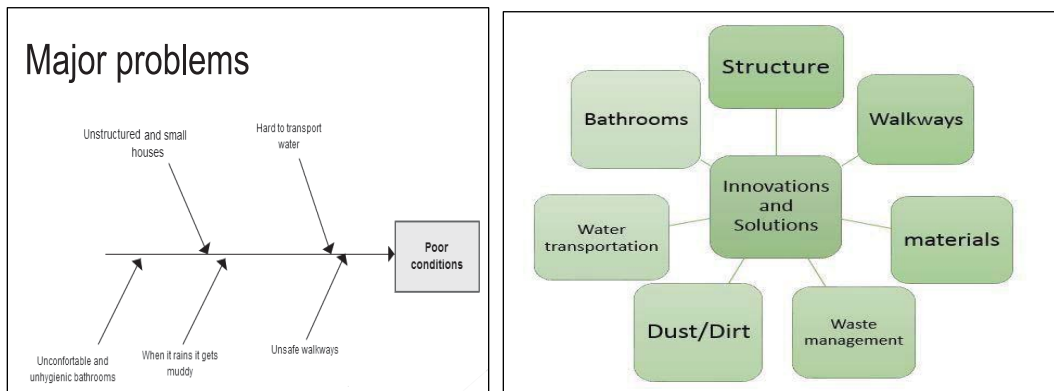 Major problems
Unstructured and small
houses
Hard to transport
water
Poor
conditions
Unconfortable and
unhygienic bathrooms
When it rains it gets
muddy
Unsafe walkways
Structure
Bathrooms
Walkways
Innovations
and
Solutions
Water
transportation
materials
Dust/Dirt
Waste
management